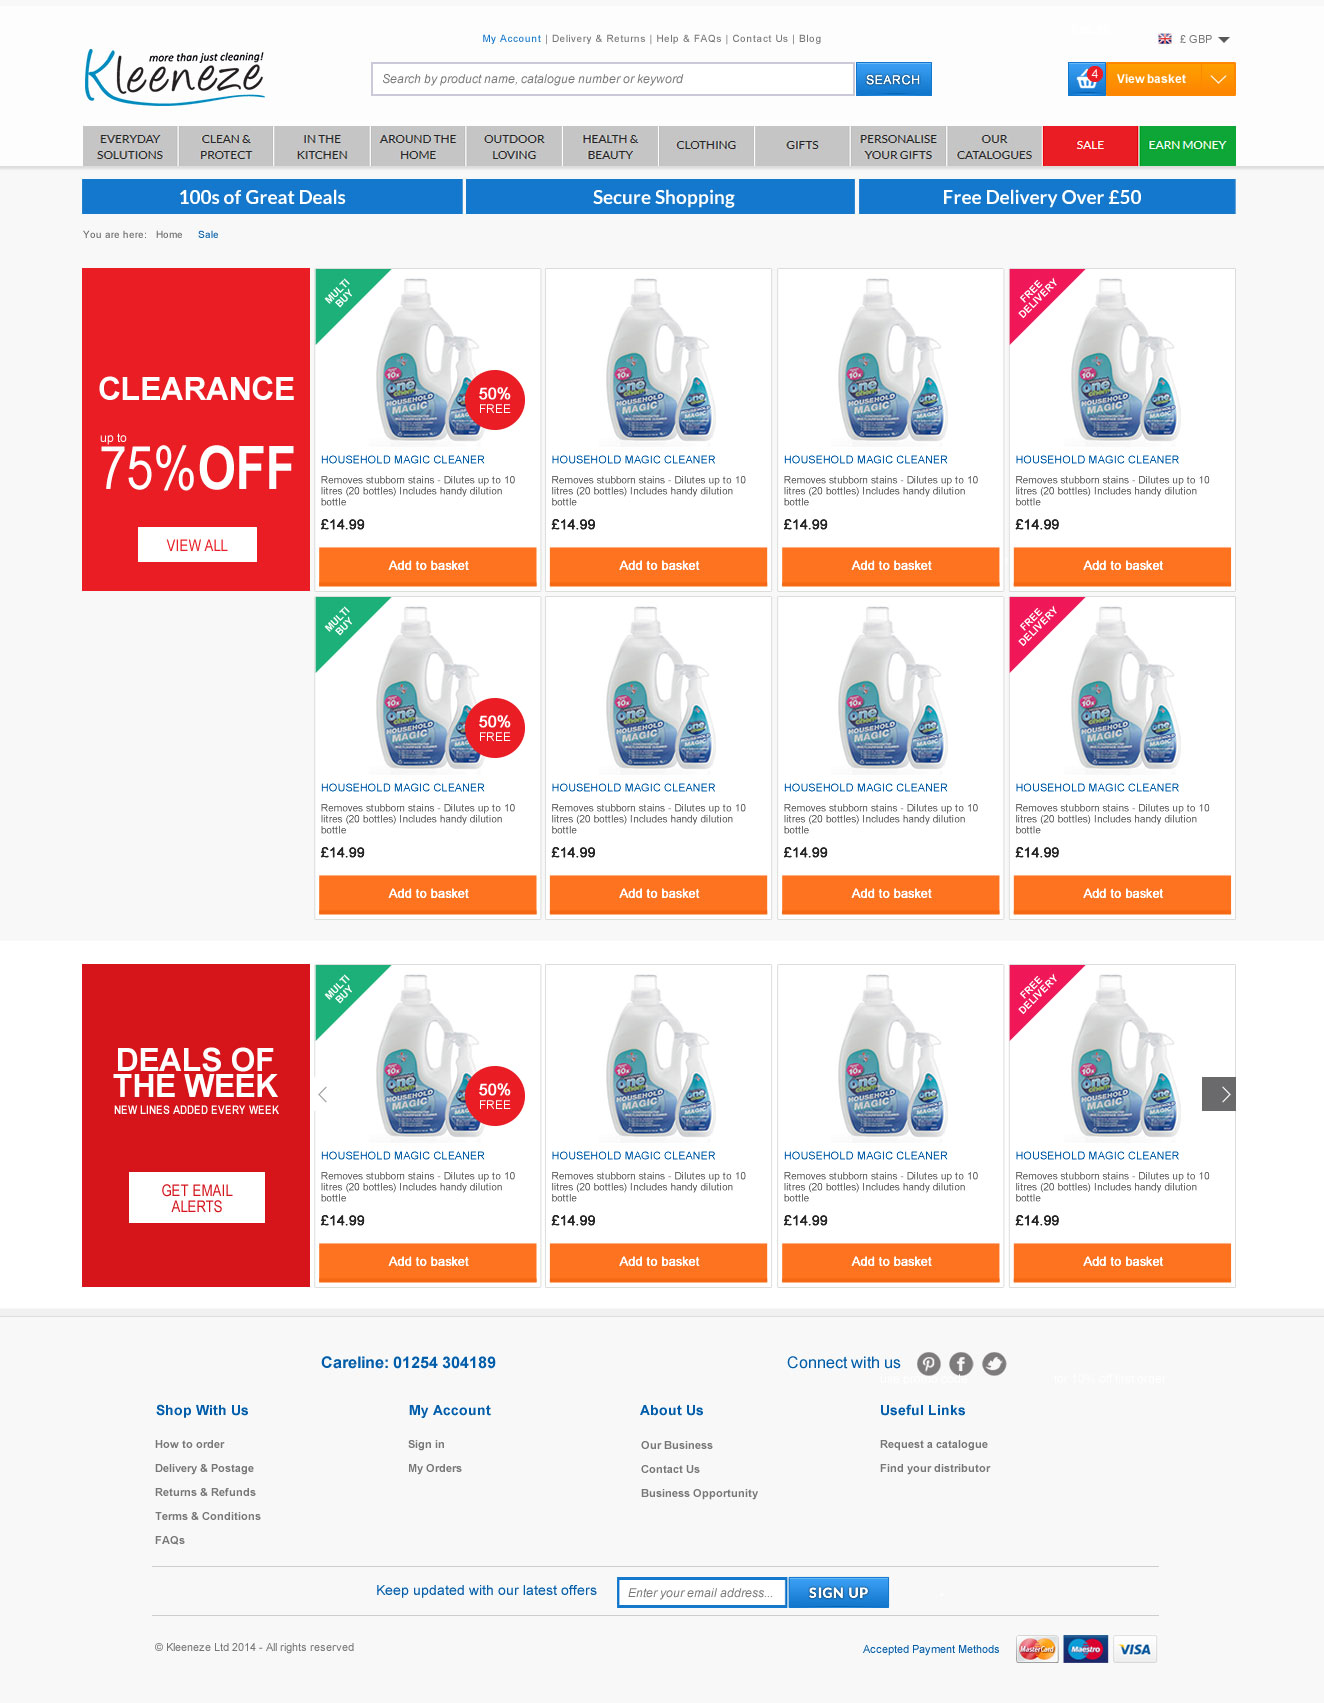 My Account | Delivery & Returns | Help & FAQs | Contact Us | Blog
£ GBP
more than just cleaning!
Kleeneze
Search by product name, catalogue number or keyword
SEARCH
4
View basket
EVERYDAY SOLUTIONS
CLEAN & PROTECT
IN THE KITCHEN
AROUND THE HOME
OUTDOOR LOVING
HEALTH & BEAUTY
CLOTHING
GIFTS
PERSONALISE YOUR GIFTS
OUR CATALOGUES
SALE
EARN MONEY
100s of Great Deals
Secure Shopping
Free Delivery Over £50
You are here: Home Sale
CLEARANCE
up to
75% OFF
VIEW ALL
MULTI BUY
50%
FREE
HOUSEHOLD MAGIC CLEANER
Removes stubborn stains - Dilutes up to 10
litres (20 bottles) Includes handy dilution
bottle
£14.99
Add to basket
HOUSEHOLD MAGIC CLEANER
Removes stubborn stains - Dilutes up to 10
litres (20 bottles) Includes handy dilution
bottle
£14.99
Add to basket
HOUSEHOLD MAGIC CLEANER
Removes stubborn stains - Dilutes up to 10
litres (20 bottles) Includes handy dilution
bottle
£14.99
Add to basket
FREE DELIVERY
HOUSEHOLD MAGIC CLEANER
Removes stubborn stains - Dilutes up to 10
litres (20 bottles) Includes handy dilution
bottle
£14.99
Add to basket
MULTI BUY
50%
FREE
HOUSEHOLD MAGIC CLEANER
Removes stubborn stains - Dilutes up to 10
litres (20 bottles) Includes handy dilution
bottle
£14.99
Add to basket
HOUSEHOLD MAGIC CLEANER
Removes stubborn stains - Dilutes up to 10
litres (20 bottles) Includes handy dilution
bottle
£14.99
Add to basket
HOUSEHOLD MAGIC CLEANER
Removes stubborn stains - Dilutes up to 10
litres (20 bottles) Includes handy dilution
bottle
£14.99
Add to basket
FREE DELIVERY
HOUSEHOLD MAGIC CLEANER
Removes stubborn stains - Dilutes up to 10
litres (20 bottles) Includes handy dilution
bottle
£14.99
Add to basket
DEALS OF
THE WEEK
NEW LINES ADDED EVERY WEEK
GET EMAIL
ALERTS
MULTI BUY
50%
FREE
HOUSEHOLD MAGIC CLEANER
Removes stubborn stains - Dilutes up to 10
litres (20 bottles) Includes handy dilution
bottle
£14.99
Add to basket
HOUSEHOLD MAGIC CLEANER
Removes stubborn stains - Dilutes up to 10
litres (20 bottles) Includes handy dilution
bottle
£14.99
Add to basket
HOUSEHOLD MAGIC CLEANER
Removes stubborn stains - Dilutes up to 10
litres (20 bottles) Includes handy dilution
bottle
£14.99
Add to basket
FREE DELIVERY
HOUSEHOLD MAGIC CLEANER
Removes stubborn stains - Dilutes up to 10
litres (20 bottles) Includes handy dilution
bottle
£14.99
Add to basket
Careline: 01254 304189
Connect with us
Shop With Us
How to order
Delivery & Postage
Returns & Refunds
Terms & Conditions
FAQs
My Account
Sign in
My Orders
About Us
Our Business
Contact Us
Business Opportunity
Useful Links
Request a catalogue
Find your distributor
Keep updated with our latest offers
Enter your email address...
SIGN UP
© Kleeneze Ltd 2014 - All rights reserved
Accepted Payment Methods
MasterCard
Maestro
VISA